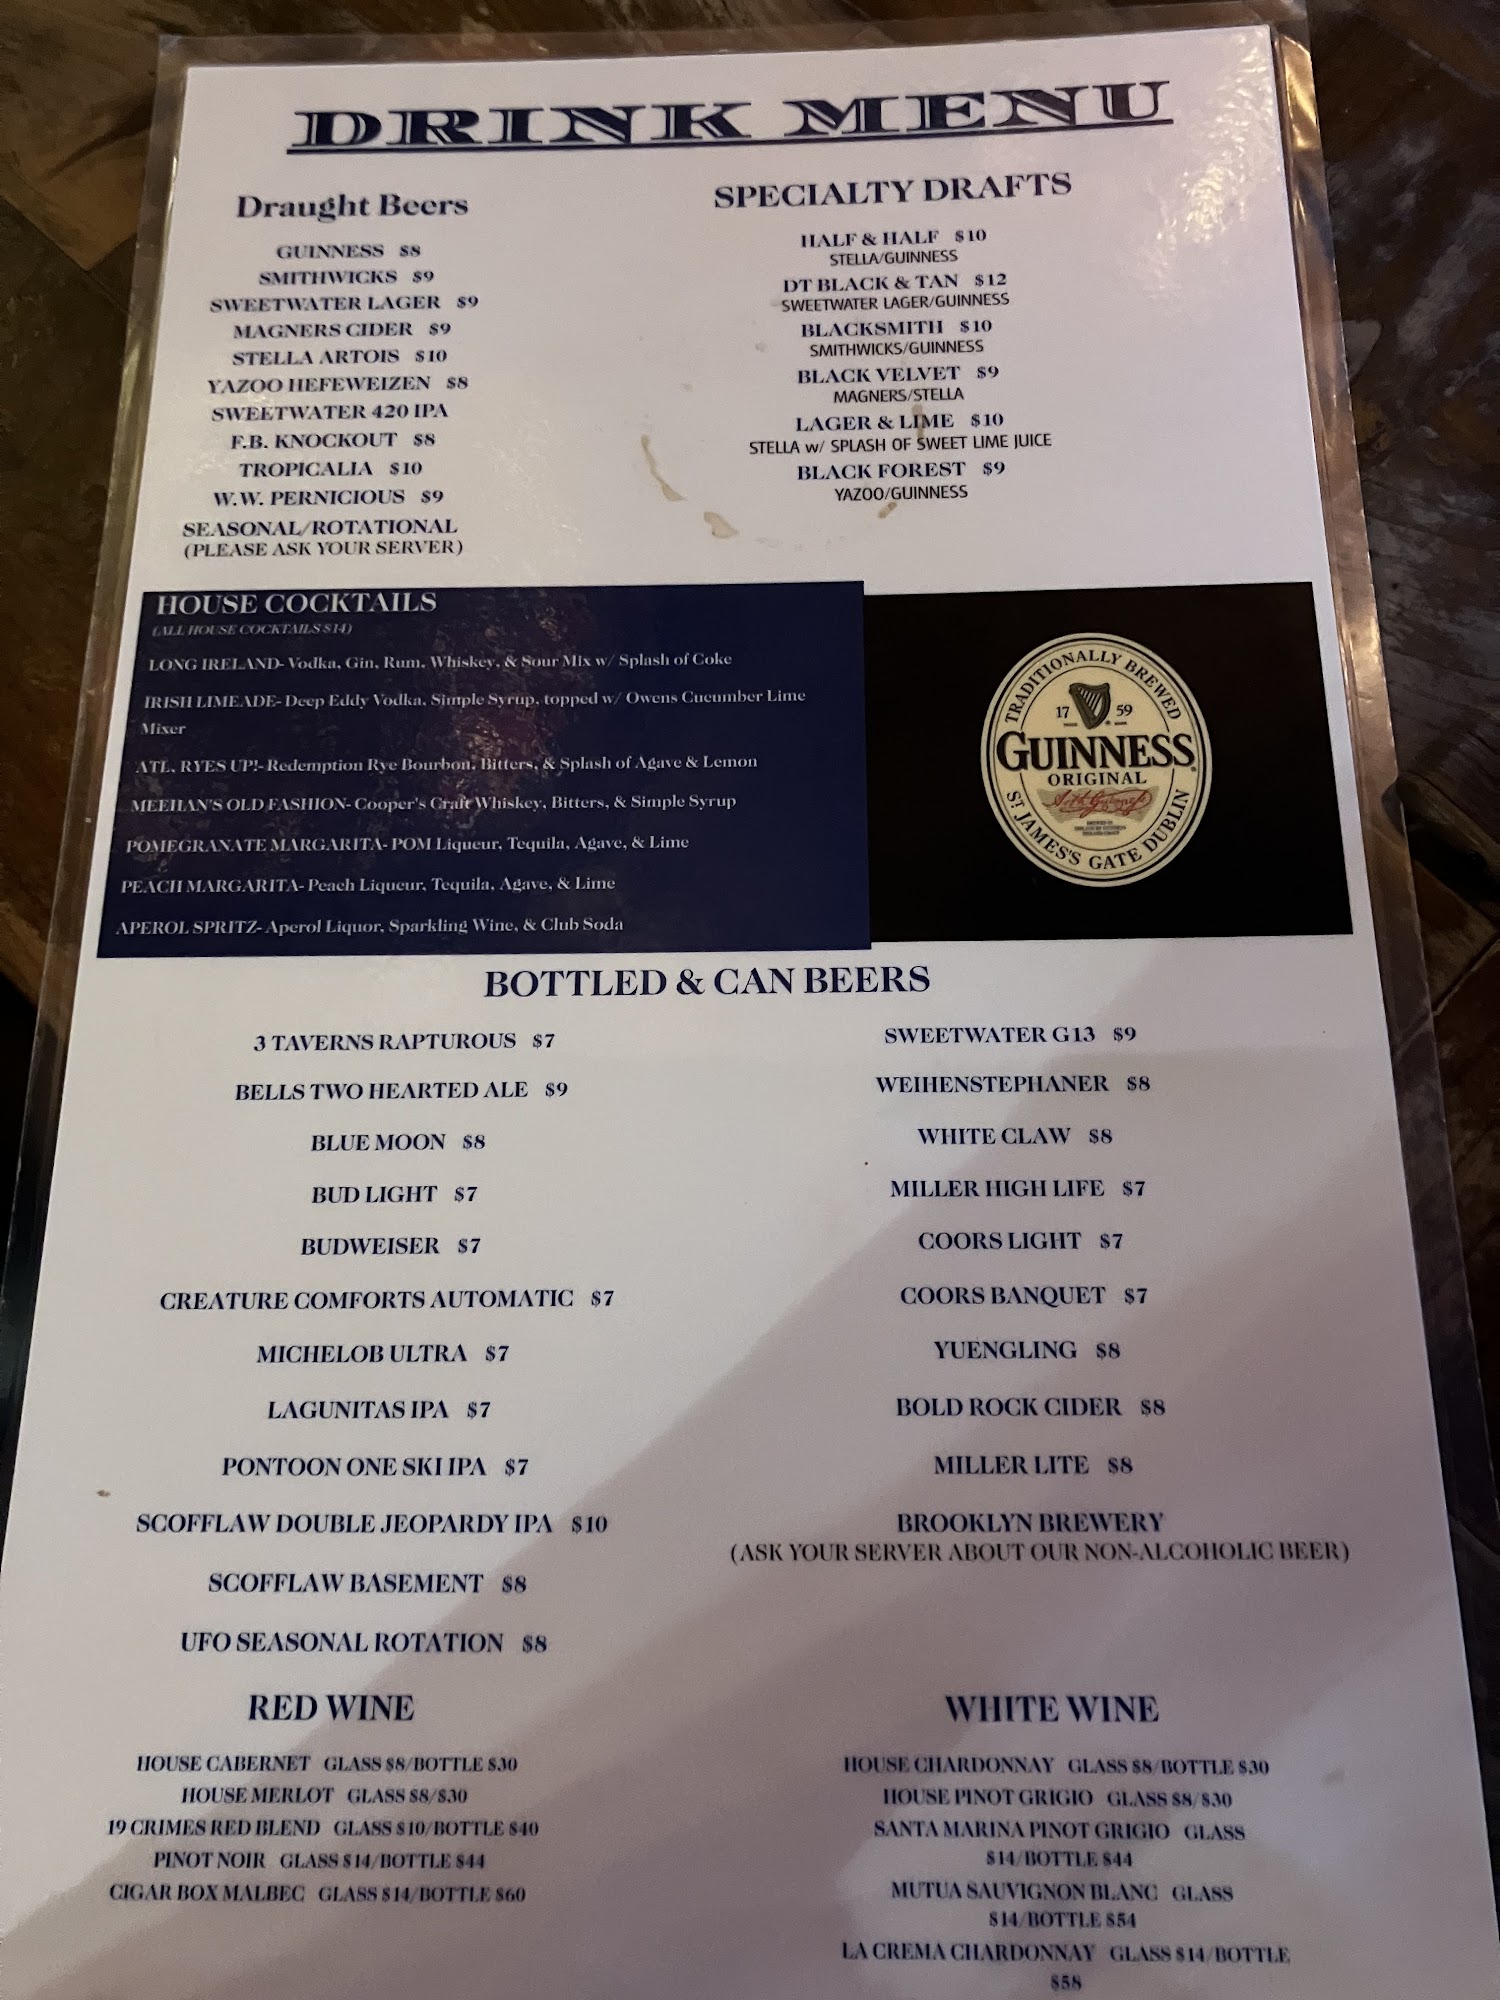 DRINK MENU
Draught Beers
GUINNESS $8
SMITHWICKS $9
SWEETWATER LAGER $9
MAGNERS CIDER $9
STELLA ARTOIS $10
YAZOO HEFEWEIZEN $8
SWEETWATER 420 IPA
F.B. KNOCKOUT $8
TROPICALIA $10
W.W. PERNICIOUS $9
SEASONAL/ROTATIONAL
(PLEASE ASK YOUR SERVER)
SPECIALTY DRAFTS
HALF & HALF $10
STELLA/GUINNESS
DT BLACK & TAN $12
SWEETWATER LAGER/GUINNESS
BLACKSMITH $10
SMITHWICKS/GUINNESS
BLACK VELVET $9
MAGNERS/STELLA
LAGER & LIME $10
STELLA w/ SPLASH OF SWEET LIME JUICE
BLACK FOREST $9
YAZOO/GUINNESS
HOUSE COCKTAILS
(ALL HOUSE COCKTAILS $14)
LONG IRELAND- Vodka, Gin, Rum, Whiskey, & Sour MIx w/ Splash of Coke
IRISH LIMEADE- Deep Eddy Vodka, Simple Syrup, topped w/ Owens Cucumber Lime
Mixer
ATL, RYES UP!- Redemption Rye Bourbon, Bitters, & Splash of Agave & Lemon
MEEHAN'S OLD FASHION- Cooper's Craft Whiskey, Bitters, & Simple Syrup
POMEGRANATE MARGARITA- POM Liqueur, Tequila, Agave, & Lime
PEACH MARGARITA- Peach Liqueur, Tequila, Agave, & Lime
APEROL SPRITZ- Aperol Liquor, Sparkling Wine, & Club Soda
TRADITIONALLY BREWED
17 59
GUINNESS
ORIGINAL
ST. JAMES'S GATE DUBLIN
BOTTLED & CAN BEERS
3 TAVERNS RAPTUROUS $7
BELLS TWO HEARTED ALE $9
BLUE MOON $8
BUD LIGHT $7
BUDWEISER $7
CREATURE COMFORTS AUTOMATIC $7
MICHELOB ULTRA $7
LAGUNITAS IPA $7
PONTOON ONE SKI IPA $7
SCOFFLAW DOUBLE JEOPARDY IPA $10
SCOFFLAW BASEMENT $8
UFO SEASONAL ROTATION $8
SWEETWATER G13 $9
WEIHENSTEPHANER $8
WHITE CLAW $8
MILLER HIGH LIFE $7
COORS LIGHT $7
COORS BANQUET $7
YUENGLING $8
BOLD ROCK CIDER $8
MILLER LITE $8
BROOKLYN BREWERY
(ASK YOUR SERVER ABOUT OUR NON-ALCOHOLIC BEER)
RED WINE
HOUSE CABERNET GLASS $8/BOTTLE $30
HOUSE MERLOT GLASS $8/$30
19 CRIMES RED BLEND GLASS $10/BOTTLE $40
PINOT NOIR GLASS $14/BOTTLE $44
CIGAR BOX MALBEC GLASS $14/BOTTLE $60
WHITE WINE
HOUSE CHARDONNAY GLASS $8/BOTTLE $30
HOUSE PINOT GRIGIO GLASS $8/$30
SANTA MARINA PINOT GRIGIO GLASS
$14/BOTTLE $44
MUTUA SAUVIGNON BLANC GLASS
$14/BOTTLE $54
LA CREMA CHARDONNAY GLASS $14/BOTTLE
$58